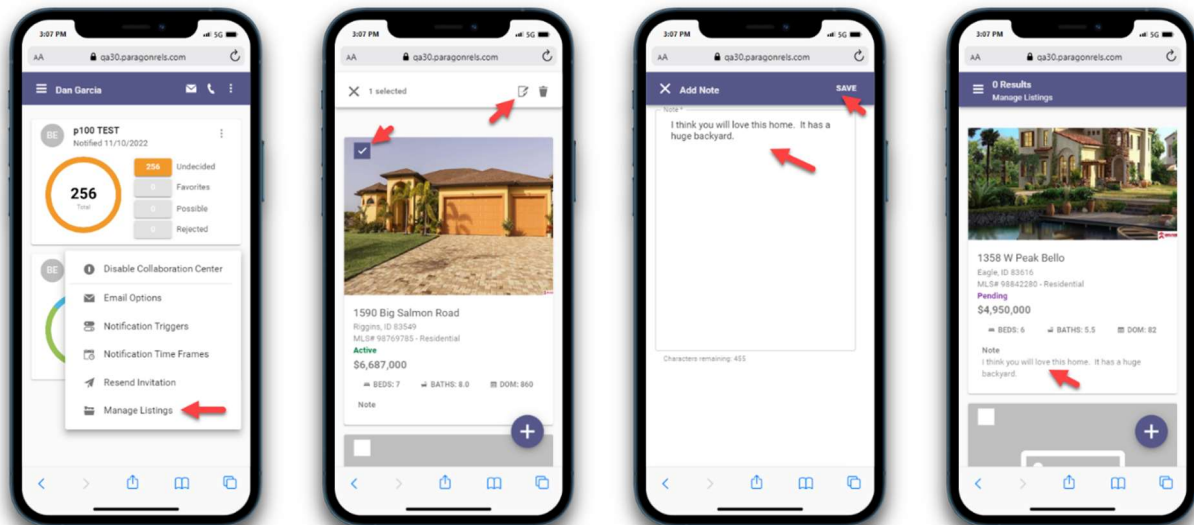 3:07 PM
5G
AA
qa30.paragonrels.com
Dan Garcia
BE
p100 TEST
Notified 11/10/2022
256
Total
256 Undecided
0 Favorites
0 Possible
0 Rejected
BE
Disable Collaboration Center
Email Options
Notification Triggers
Notification Time Frames
Resend Invitation
Manage Listings
3:07 PM
5G
AA
qa30.paragonrels.com
1 selected
1590 Big Salmon Road
Riggins, ID 83549
MLS# 98769785 - Residential
Active
$6,687,000
BEDS: 7 BATHS: 8.0 DOM: 860
Note
3:07 PM
5G
AA
qa30.paragonrels.com
Add Note
SAVE
Note *
I think you will love this home. It has a
huge backyard.
Characters remaining: 455
3:07 PM
5G
AA
qa30.paragonrels.com
0 Results
Manage Listings
1358 W Peak Bello
Eagle, ID 83616
MLS# 98842280 - Residential
Pending
$4,950,000
BEDS: 6 BATHS: 5.5 DOM: 82
Note
I think you will love this home. It has a huge
backyard.